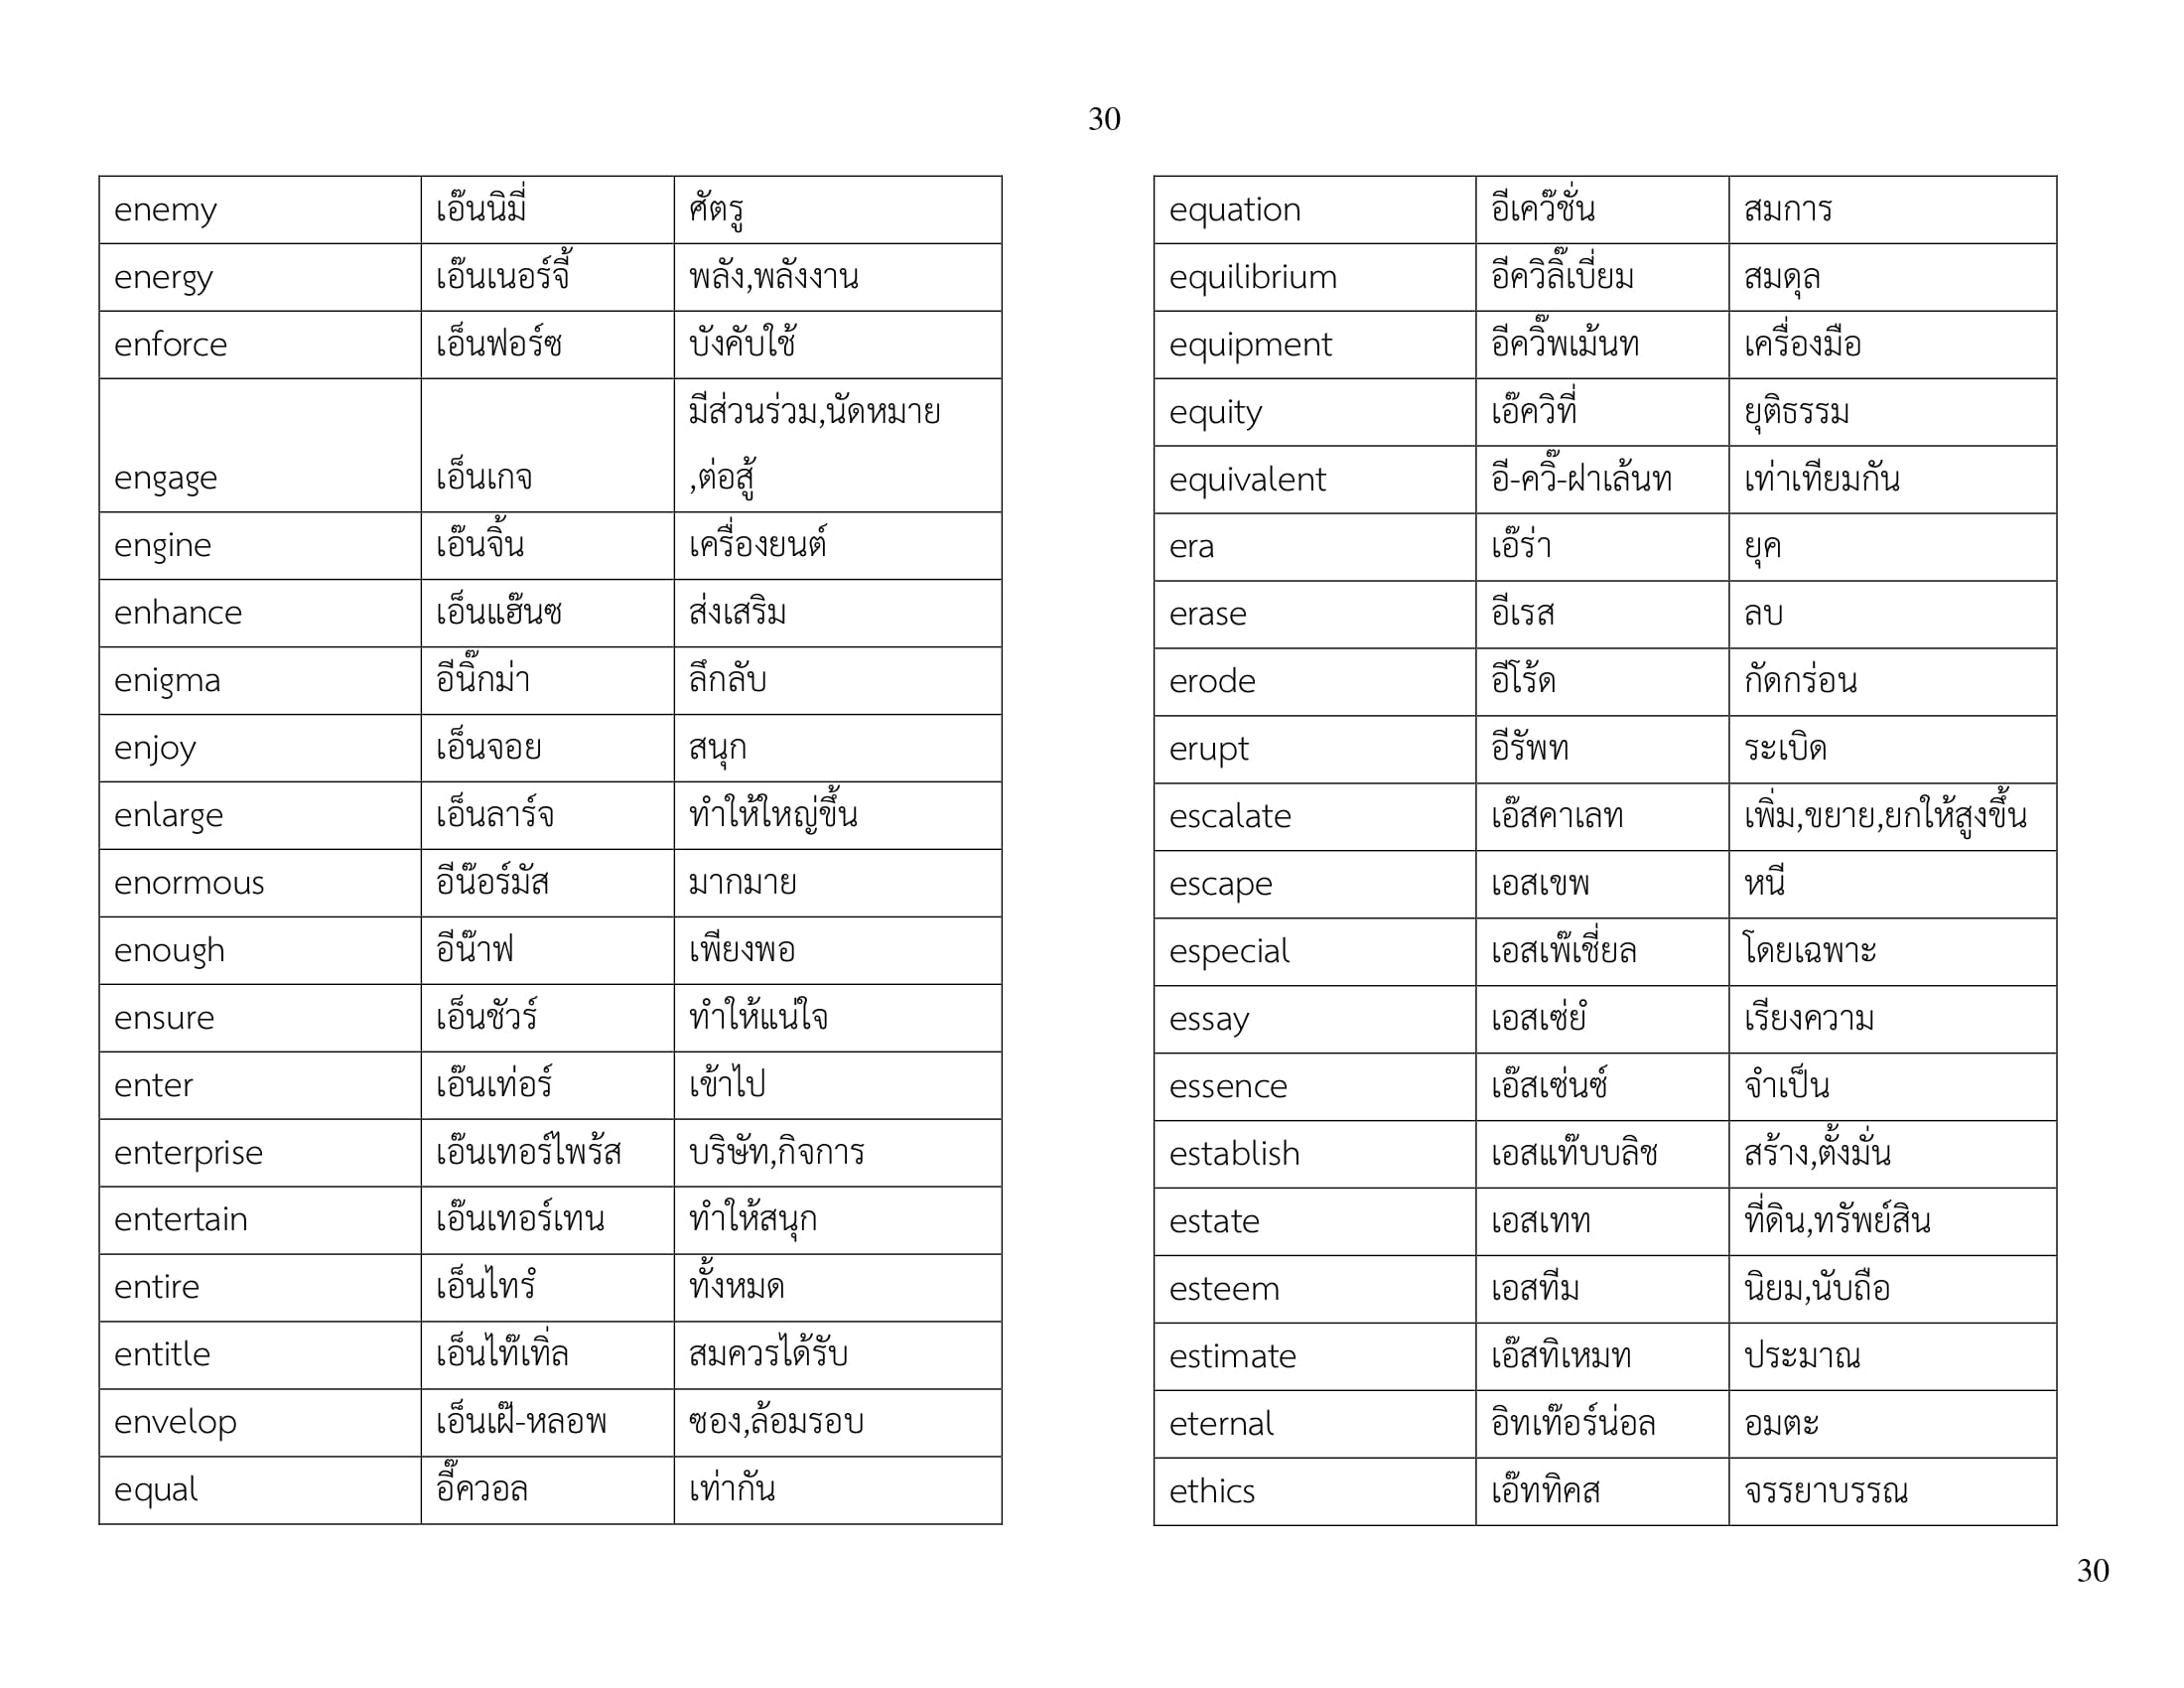 30
enemy เอ๊นนิมี่ ศัตรู
energy เอ๊นเนอร์จี้ พลัง,พลังงาน
enforce เอ็นฟอร์ซ บังคับใช้
มีส่วนร่วม,นัดหมาย
engage เอ็นเกจ ,ต่อสู้
engine เอ๊นจิ้น เครื่องยนต์
enhance เอ็นแฮ๊นซ ส่งเสริม
enigma อีนิ๊กม่า ลึกลับ
enjoy เอ็นจอย สนุก
enlarge เอ็นลาร์จ ทำให้ใหญ่ขึ้น
enormous อีน๊อร์มัส มากมาย
enough อีน๊าฟ เพียงพอ
ensure เอ็นชัวร์ ทำให้แน่ใจ
enter เอ๊นเท่อร์ เข้าไป
enterprise เอ๊นเทอร์ไพร้ส บริษัท,กิจการ
entertain เอ๊นเทอร์เทน ทำให้สนุก
entire เอ็นไทรํ ทั้งหมด
entitle เอ็นไท๊เทิ่ล สมควรได้รับ
envelop เอ็นเฝ๊-หลอพ ซอง,ล้อมรอบ
equal อี๊ควอล เท่ากัน
equation อีเคว๊ชั่น สมการ
equilibrium อีควิลิ๊เบี่ยม สมดุล
equipment อีควิ๊พเม้นท เครื่องมือ
equity เอ๊ควิที่ ยุติธรรม
equivalent อี-ควิ๊-ฝาเล้นท เท่าเทียมกัน
era เอ๊ร่า ยุค
erase อีเรส ลบ
erode อีโร้ด กัดกร่อน
erupt อีรัพท ระเบิด
escalate เอ๊สคาเลท เพิ่ม,ขยาย,ยกให้สูงขึ้น
escape เอสเขพ หนี
especial เอสเพ๊เชี่ยล โดยเฉพาะ
essay เอสเซ่ยํ เรียงความ
essence เอ๊สเซ่นซ์ จำเป็น
establish เอสแท๊บบลิช สร้าง,ตั้งมั่น
estate เอสเทท ที่ดิน,ทรัพย์สิน
esteem เอสทีม นิยม,นับถือ
estimate เอ๊สทิเหมท ประมาณ
eternal อิทเท๊อร์น่อล อมตะ
ethics เอ๊ททิคส จรรยาบรรณ
30